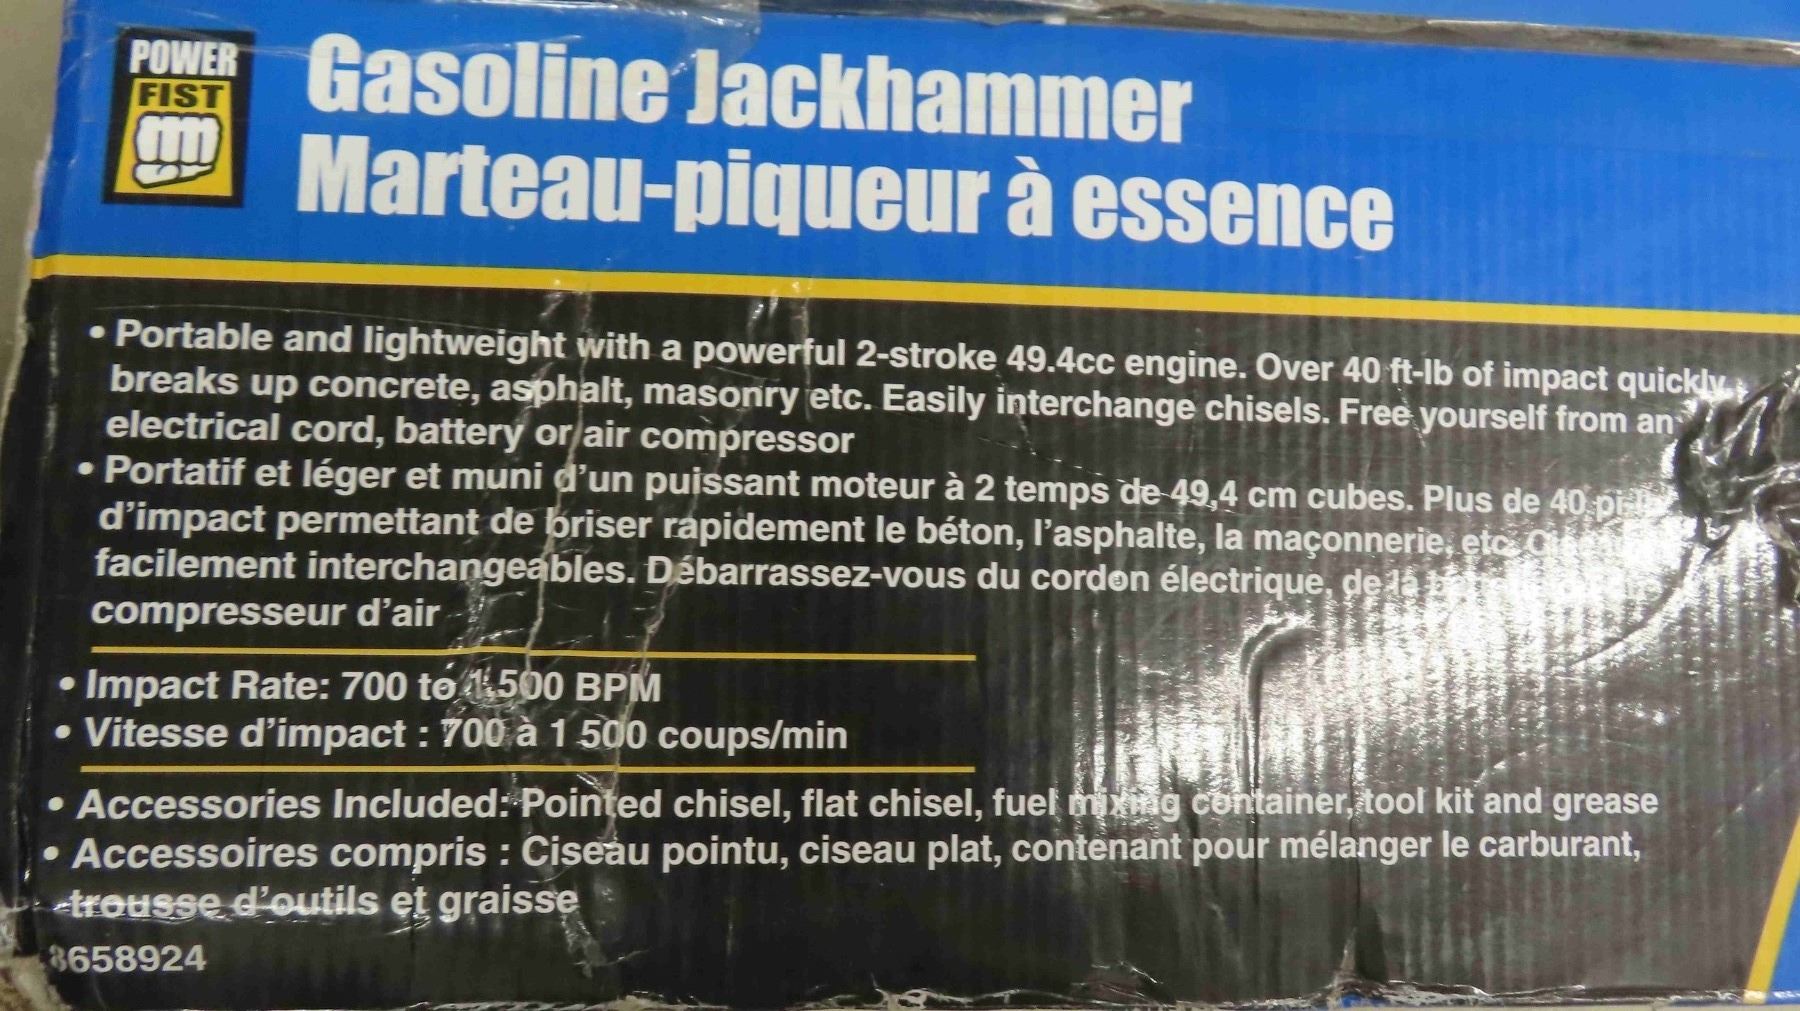 POWER
FIST
Gasoline Jackhammer
Marteau-piqueur à essence
• Portable and lightweight with a powerful 2-stroke 49.4cc engine. Over 40 ft-lb of impact quickly
breaks up concrete, asphalt, masonry etc. Easily interchange chisels. Free yourself from an
electrical cord, battery or air compressor
• Portatif et léger et muni d'un puissant moteur à 2 temps de 49,4 cm cubes. Plus de 40
d'impact permettant de briser rapidement le béton, l'asphalte, la maçonnerie, etc.
facilement interchangeables. Débarrassez-vous du cordon électrique, de la
compresseur d'air
• Impact Rate: 700 to 1,500 BPM
• Vitesse d'impact : 700 à 1 500 coups/min
• Accessories Included: Pointed chisel, flat chisel, fuel mixing container, tool kit and grease
• Accessoires compris : Ciseau pointu, ciseau plat, contenant pour mélanger le carburant,
trousse d'outils et graisse
8658924